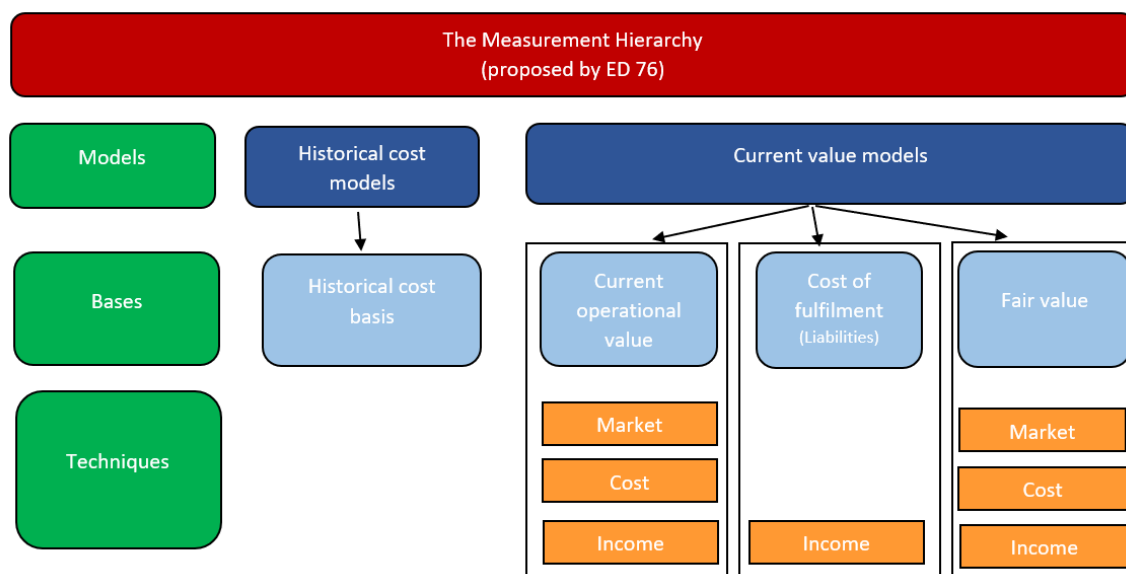 The Measurement Hierarchy
(proposed by ED 76)
Models
Historical cost
models
Current value models
Bases
Historical cost
basis
Current
operational
value
Cost of
fulfilment
(Liabilities)
Fair value
Techniques
Market
Cost
Income
Income
Market
Cost
Income